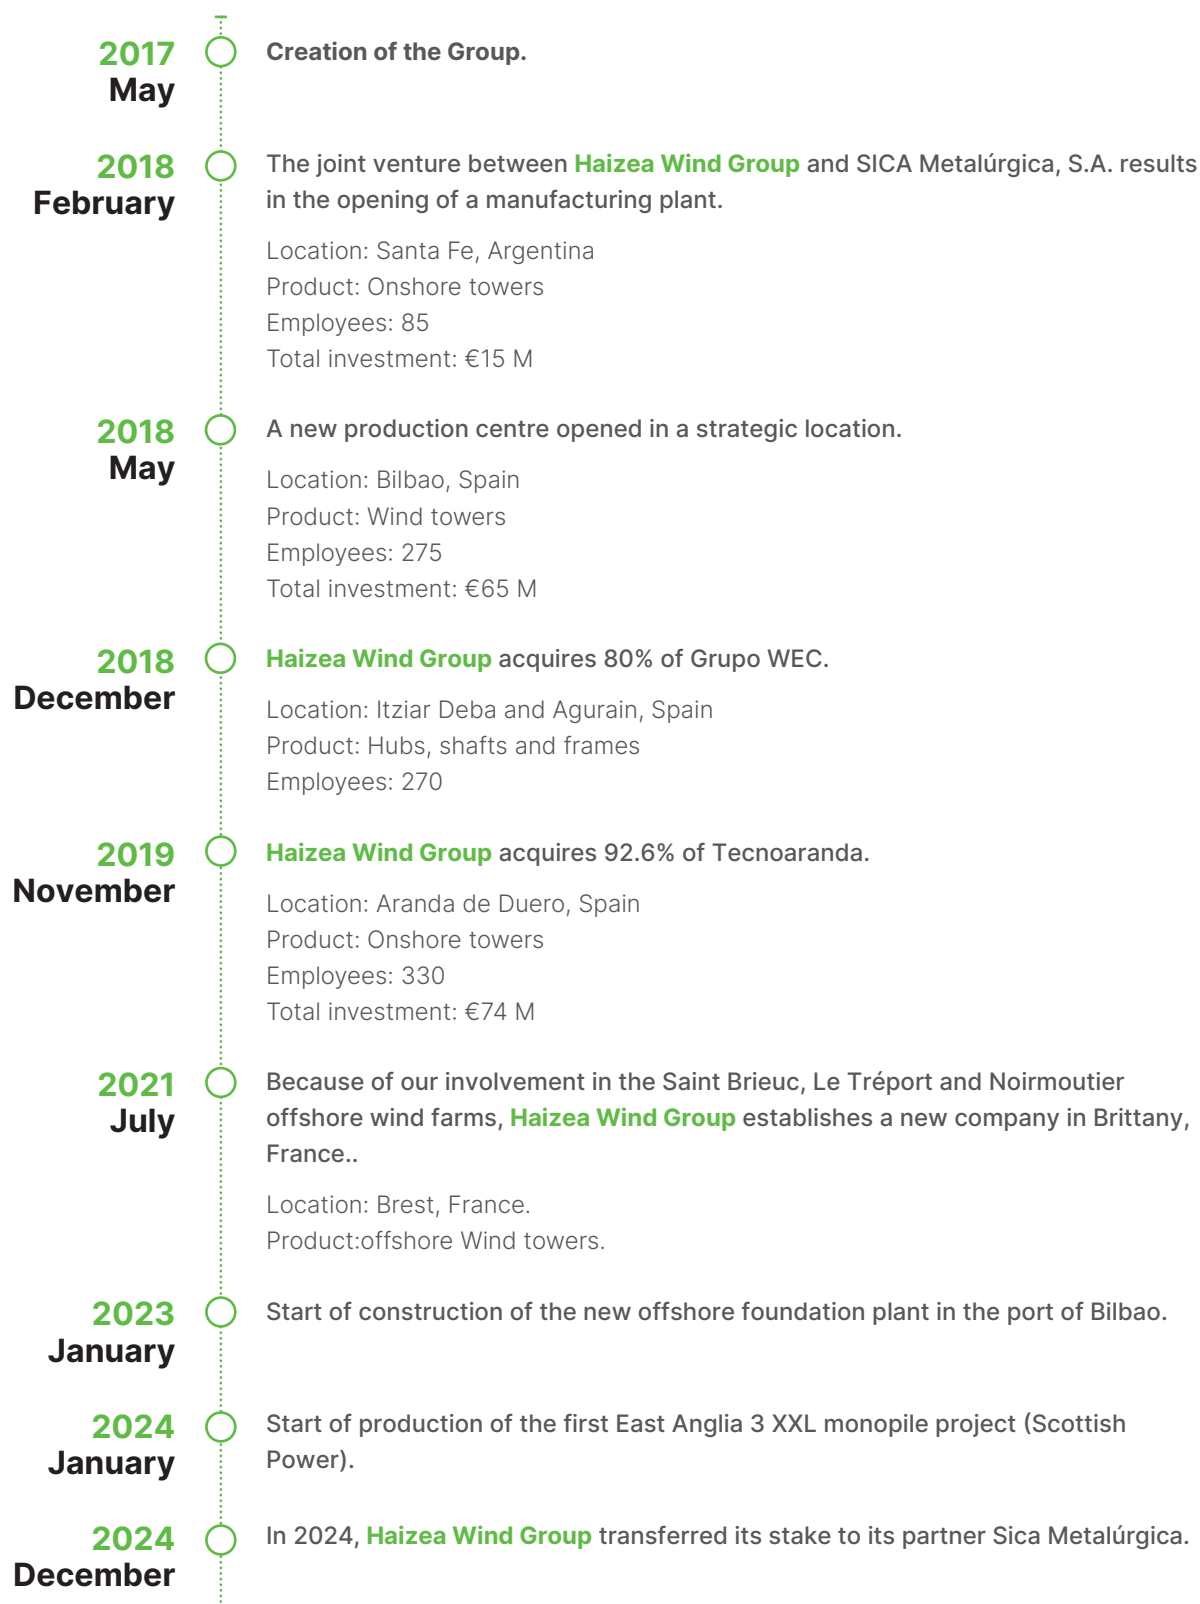 2017
May
Creation of the Group.
2018
February
The joint venture between Haizea Wind Group and SICA Metalúrgica, S.A. results
in the opening of a manufacturing plant.
Location: Santa Fe, Argentina
Product: Onshore towers
Employees: 85
Total investment: €15 M
2018
May
A new production centre opened in a strategic location.
Location: Bilbao, Spain
Product: Wind towers
Employees: 275
Total investment: €65 M
2018
December
Haizea Wind Group acquires 80% of Grupo WEC.
Location: Itziar Deba and Agurain, Spain
Product: Hubs, shafts and frames
Employees: 270
2019
November
Haizea Wind Group acquires 92.6% of Tecnoaranda.
Location: Aranda de Duero, Spain
Product: Onshore towers
Employees: 330
Total investment: €74 M
2021
July
Because of our involvement in the Saint Brieuc, Le Tréport and Noirmoutier
offshore wind farms, Haizea Wind Group establishes a new company in Brittany,
France..
Location: Brest, France.
Product:offshore Wind towers.
2023
January
Start of construction of the new offshore foundation plant in the port of Bilbao.
2024
January
Start of production of the first East Anglia 3 XXL monopile project (Scottish
Power).
2024
December
In 2024, Haizea Wind Group transferred its stake to its partner Sica Metalúrgica.